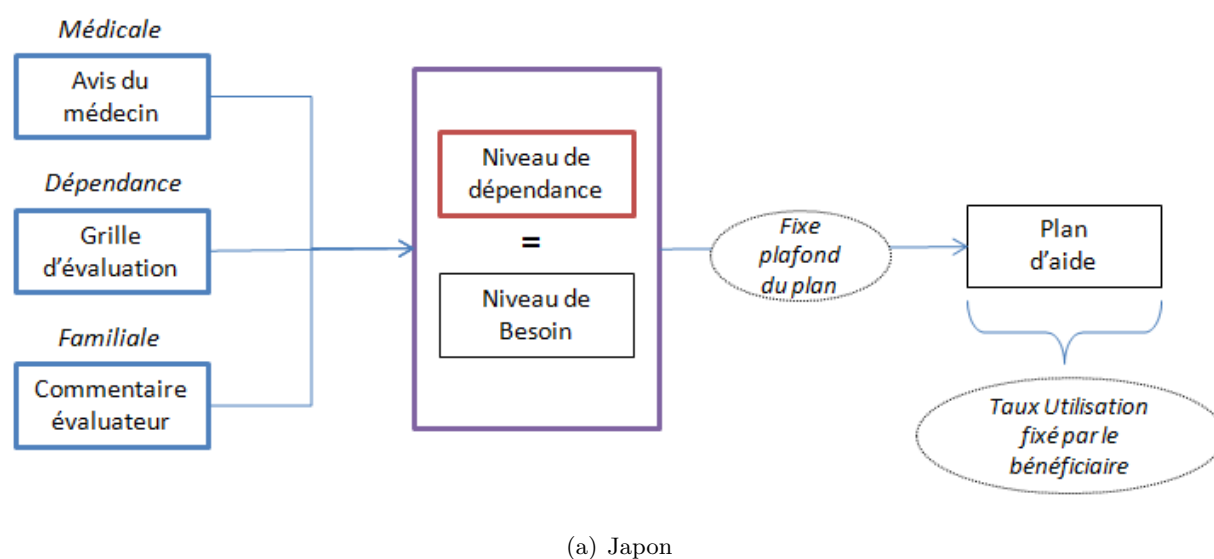 Médicale
Avis du
médecin
Dépendance
Grille
d'évaluation
Familiale
Commentaire
évaluateur
Niveau de
dépendance
=
Niveau de
Besoin
Fixe
plafond
du plan
Plan
d'aide
Taux Utilisation
fixé par le
bénéficiaire
(a) Japon